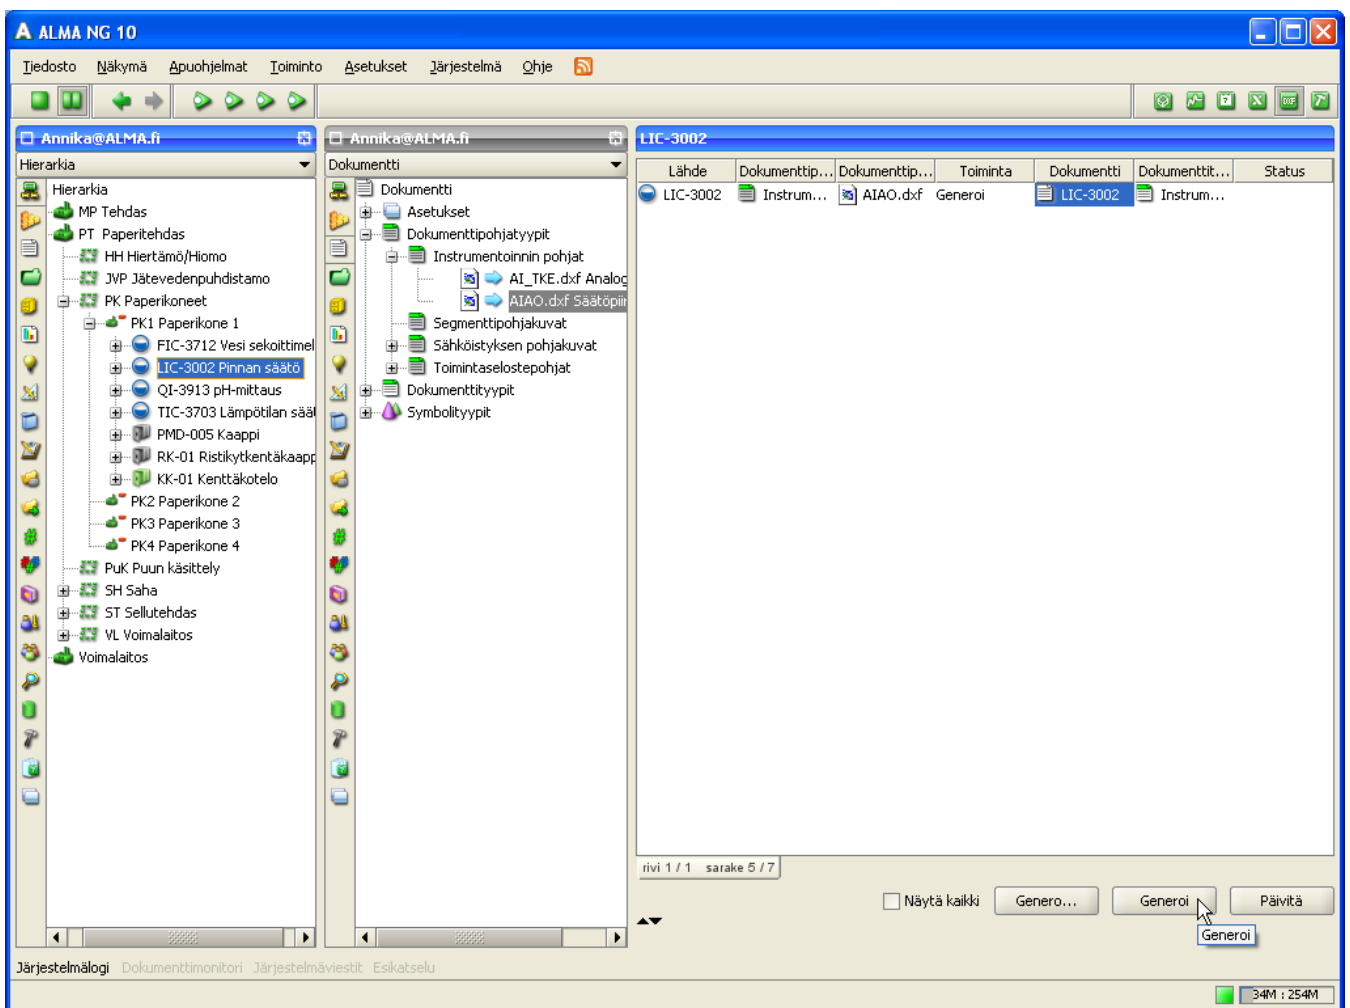 ALMA NG 10
Tiedosto Näkymä Apuohjelmat Toiminto Asetukset Järjestelmä Ohje
Annika@ALMA.fi
Hierarkia
Hierarkia
MP Tehdas
PT Paperitehdas
HH Hiertämö/Hiomo
JVP Jätevedenpuhdistamo
PK Paperikoneet
PK1 Paperikone 1
FIC-3712 Vesi sekoittimel
LIC-3002 Pinnan säätö
QI-3913 pH-mittaus
TIC-3703 Lämpötilan sää
PMD-005 Kaappi
RK-01 Ristikytkentäkaapp
KK-01 Kenttäkotelo
PK2 Paperikone 2
PK3 Paperikone 3
PK4 Paperikone 4
PuK Puun käsittely
SH Saha
ST Sellutehdas
VL Voimalaitos
Voimalaitos
Annika@ALMA.fi
Dokumentti
Dokumentti
Asetukset
Dokumenttipohjatyypit
Instrumentoinnin pohjat
AI_TKE.dxf Analog
AIAO.dxf Säätöpiir
Segmenttipohjakuvat
Sähköistyksen pohjakuvat
Toimintaselostepohjat
Dokumenttityypit
Symbolityypit
LIC-3002
Lähde Dokumenttip... Dokumenttip... Toiminta Dokumentti Dokumenttit... Status
LIC-3002 Instrum... AIAO.dxf Generoi LIC-3002 Instrum...
rivi 1 / 1 sarake 5 / 7
Näytä kaikki Genero... Generoi Päivitä
Generoi
Järjestelmälogi Dokumenttimonitori Järjestelmäviestit Esikatselu
34M : 254M